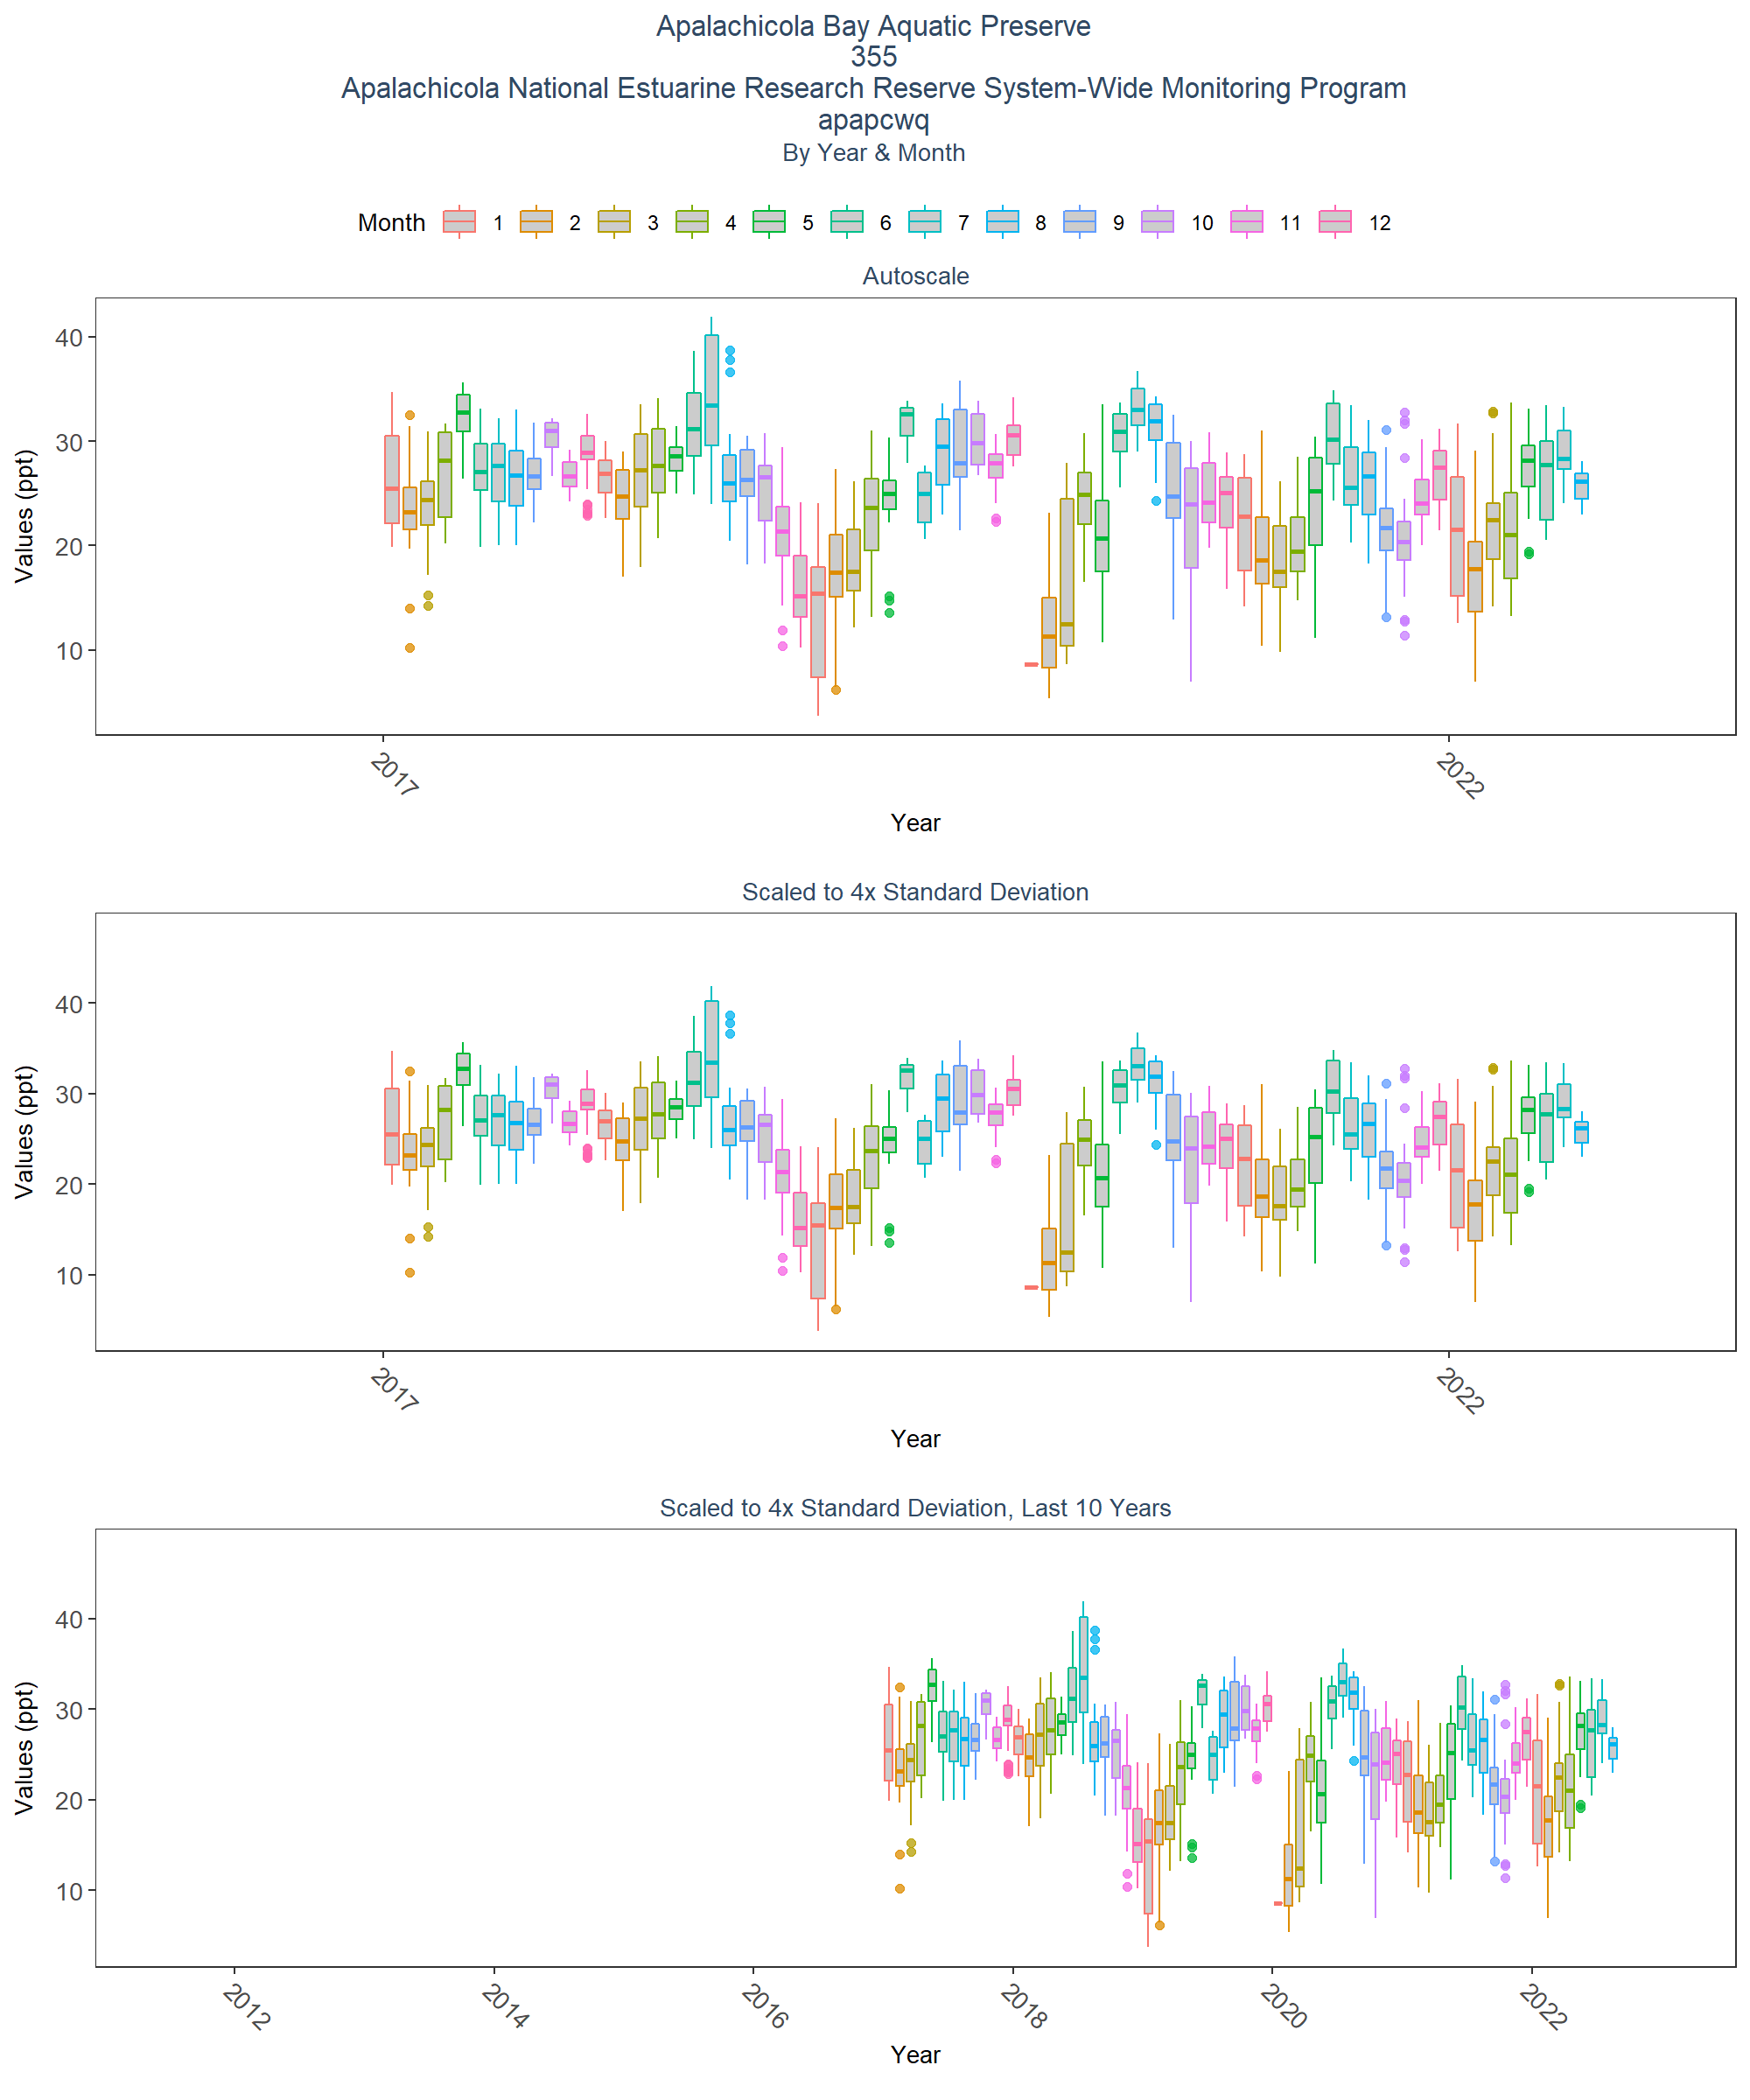 Apalachicola Bay Aquatic Preserve
355
Apalachicola National Estuarine Research Reserve System-Wide Monitoring Program
apapcwq
By Year & Month
Month 1 2 3 4 5 6 7 8 9 10 11 12
Autoscale
Values (ppt)
40
30
20
10
2017 2022
Year
Scaled to 4x Standard Deviation
Values (ppt)
40
30
20
10
2017 2022
Year
Scaled to 4x Standard Deviation, Last 10 Years
Values (ppt)
40
30
20
10
2012 2014 2016 2018 2020 2022
Year